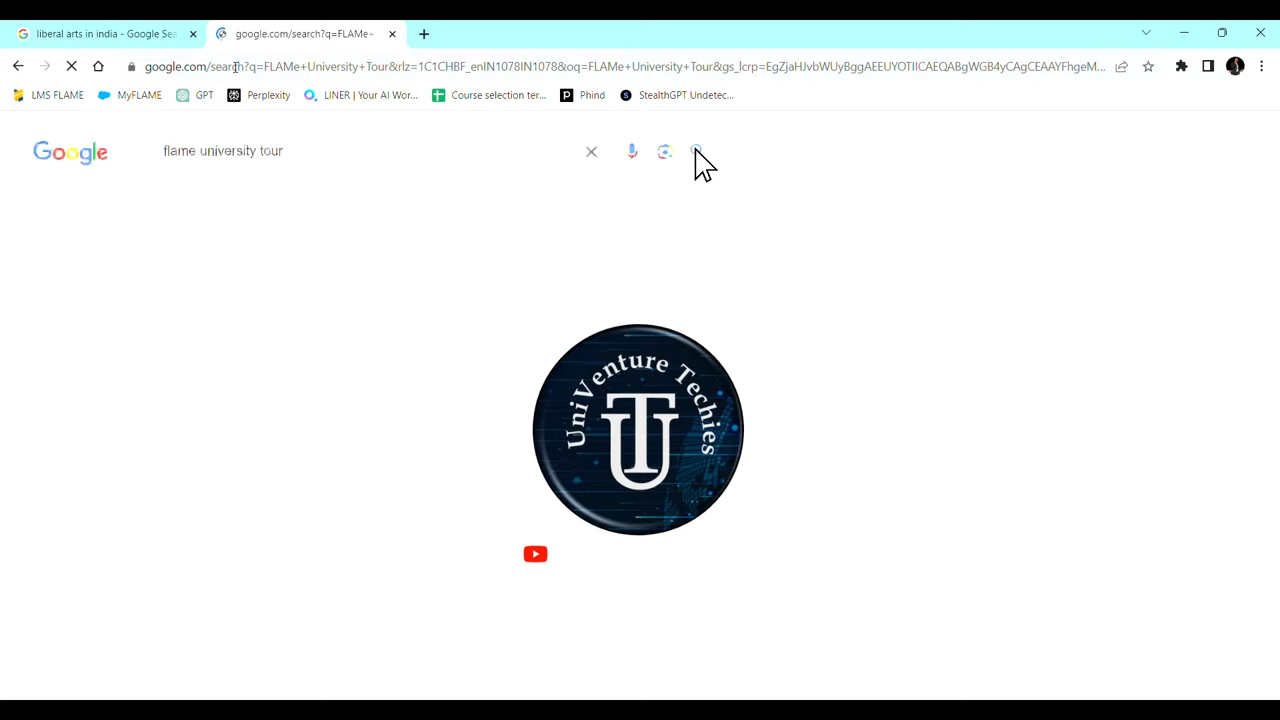 liberal arts in india - Google Sea
google.com/search?q=FLAMe+
google.com/search?q=FLAMe+University+Tour&rlz=1C1CHBF_enIN1078IN1078&oq=FLAMe+University+Tour&gs_lcrp=EgZjaHJvbWUyBggAEEUYOTIICAEQABgWGB4yCAgCEAAYFhgeM...
LMS FLAME
MyFLAME
GPT
Perplexity
LINER | Your AI Wor...
Course selection ter...
Phind
StealthGPT Undetec...
Google
flame university tour
UniVenture Techies
UT